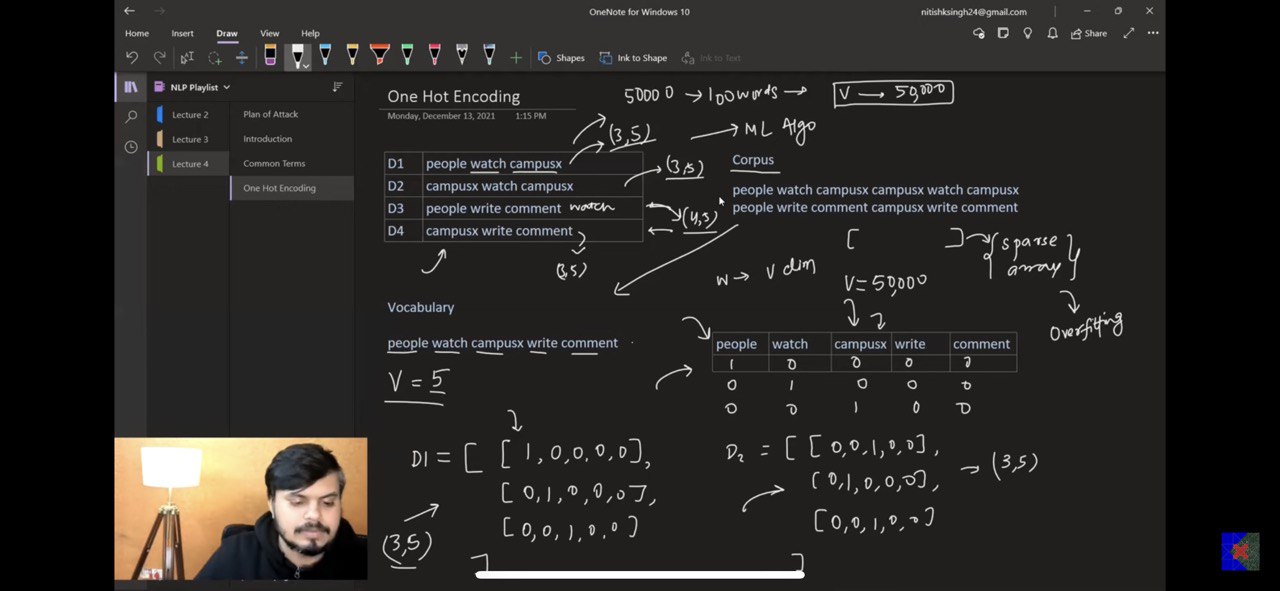 OneNote for Windows 10
nitishksingh24@gmail.com
Home Insert Draw View Help
Share
Shapes
Ink to Shape
Ink to Text
NLP Playlist
Lecture 2
Lecture 3
Lecture 4
Plan of Attack
Introduction
Common Terms
One Hot Encoding
One Hot Encoding
Monday, December 13, 2021 1:15 PM
50000 → 100 words → V → 50,000
(3,5) → ML Algo
D1 people watch campusx
D2 campusx watch campusx
D3 people write comment watch
D4 campusx write comment
(3,5)
(4,5)
(3,5)
Corpus
people watch campusx campusx watch campusx
people write comment campusx write comment
[ ] → { sparse
array }
W → V dim
V = 50,000
Overfitting
Vocabulary
people watch campusx write comment
V = 5
people watch campusx write comment
1 0 0 0 0
0 1 0 0 0
0 0 1 0 0
D1 = [ [1,0,0,0,0],
[0,1,0,0,0],
[0,0,1,0,0]
]
(3,5)
D2 = [ [0,0,1,0,0],
[0,1,0,0,0],
[0,0,1,0,0]
]
→ (3,5)